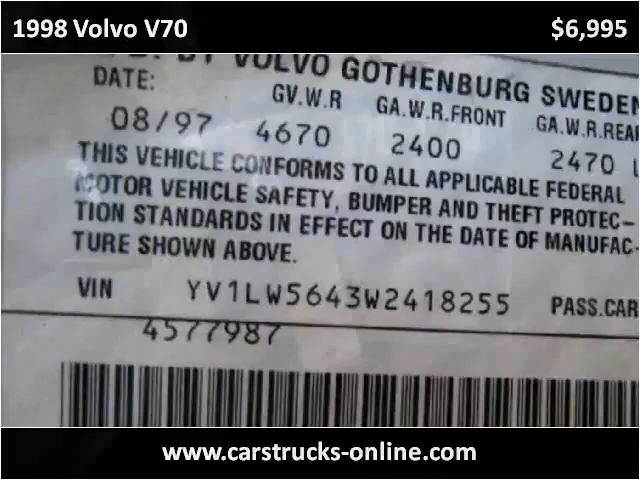 1998 Volvo V70 $6,995
BY VOLVO GOTHENBURG SWEDEN
DATE: GV.W.R GA.W.R.FRONT GA.W.R.REAR
08/97 4670 2400 2470
THIS VEHICLE CONFORMS TO ALL APPLICABLE FEDERAL
MOTOR VEHICLE SAFETY, BUMPER AND THEFT PROTEC-
TION STANDARDS IN EFFECT ON THE DATE OF MANUFAC-
TURE SHOWN ABOVE.
VIN YV1LW5643W2418255 PASS.CAR
4577987
www.carstrucks-online.com